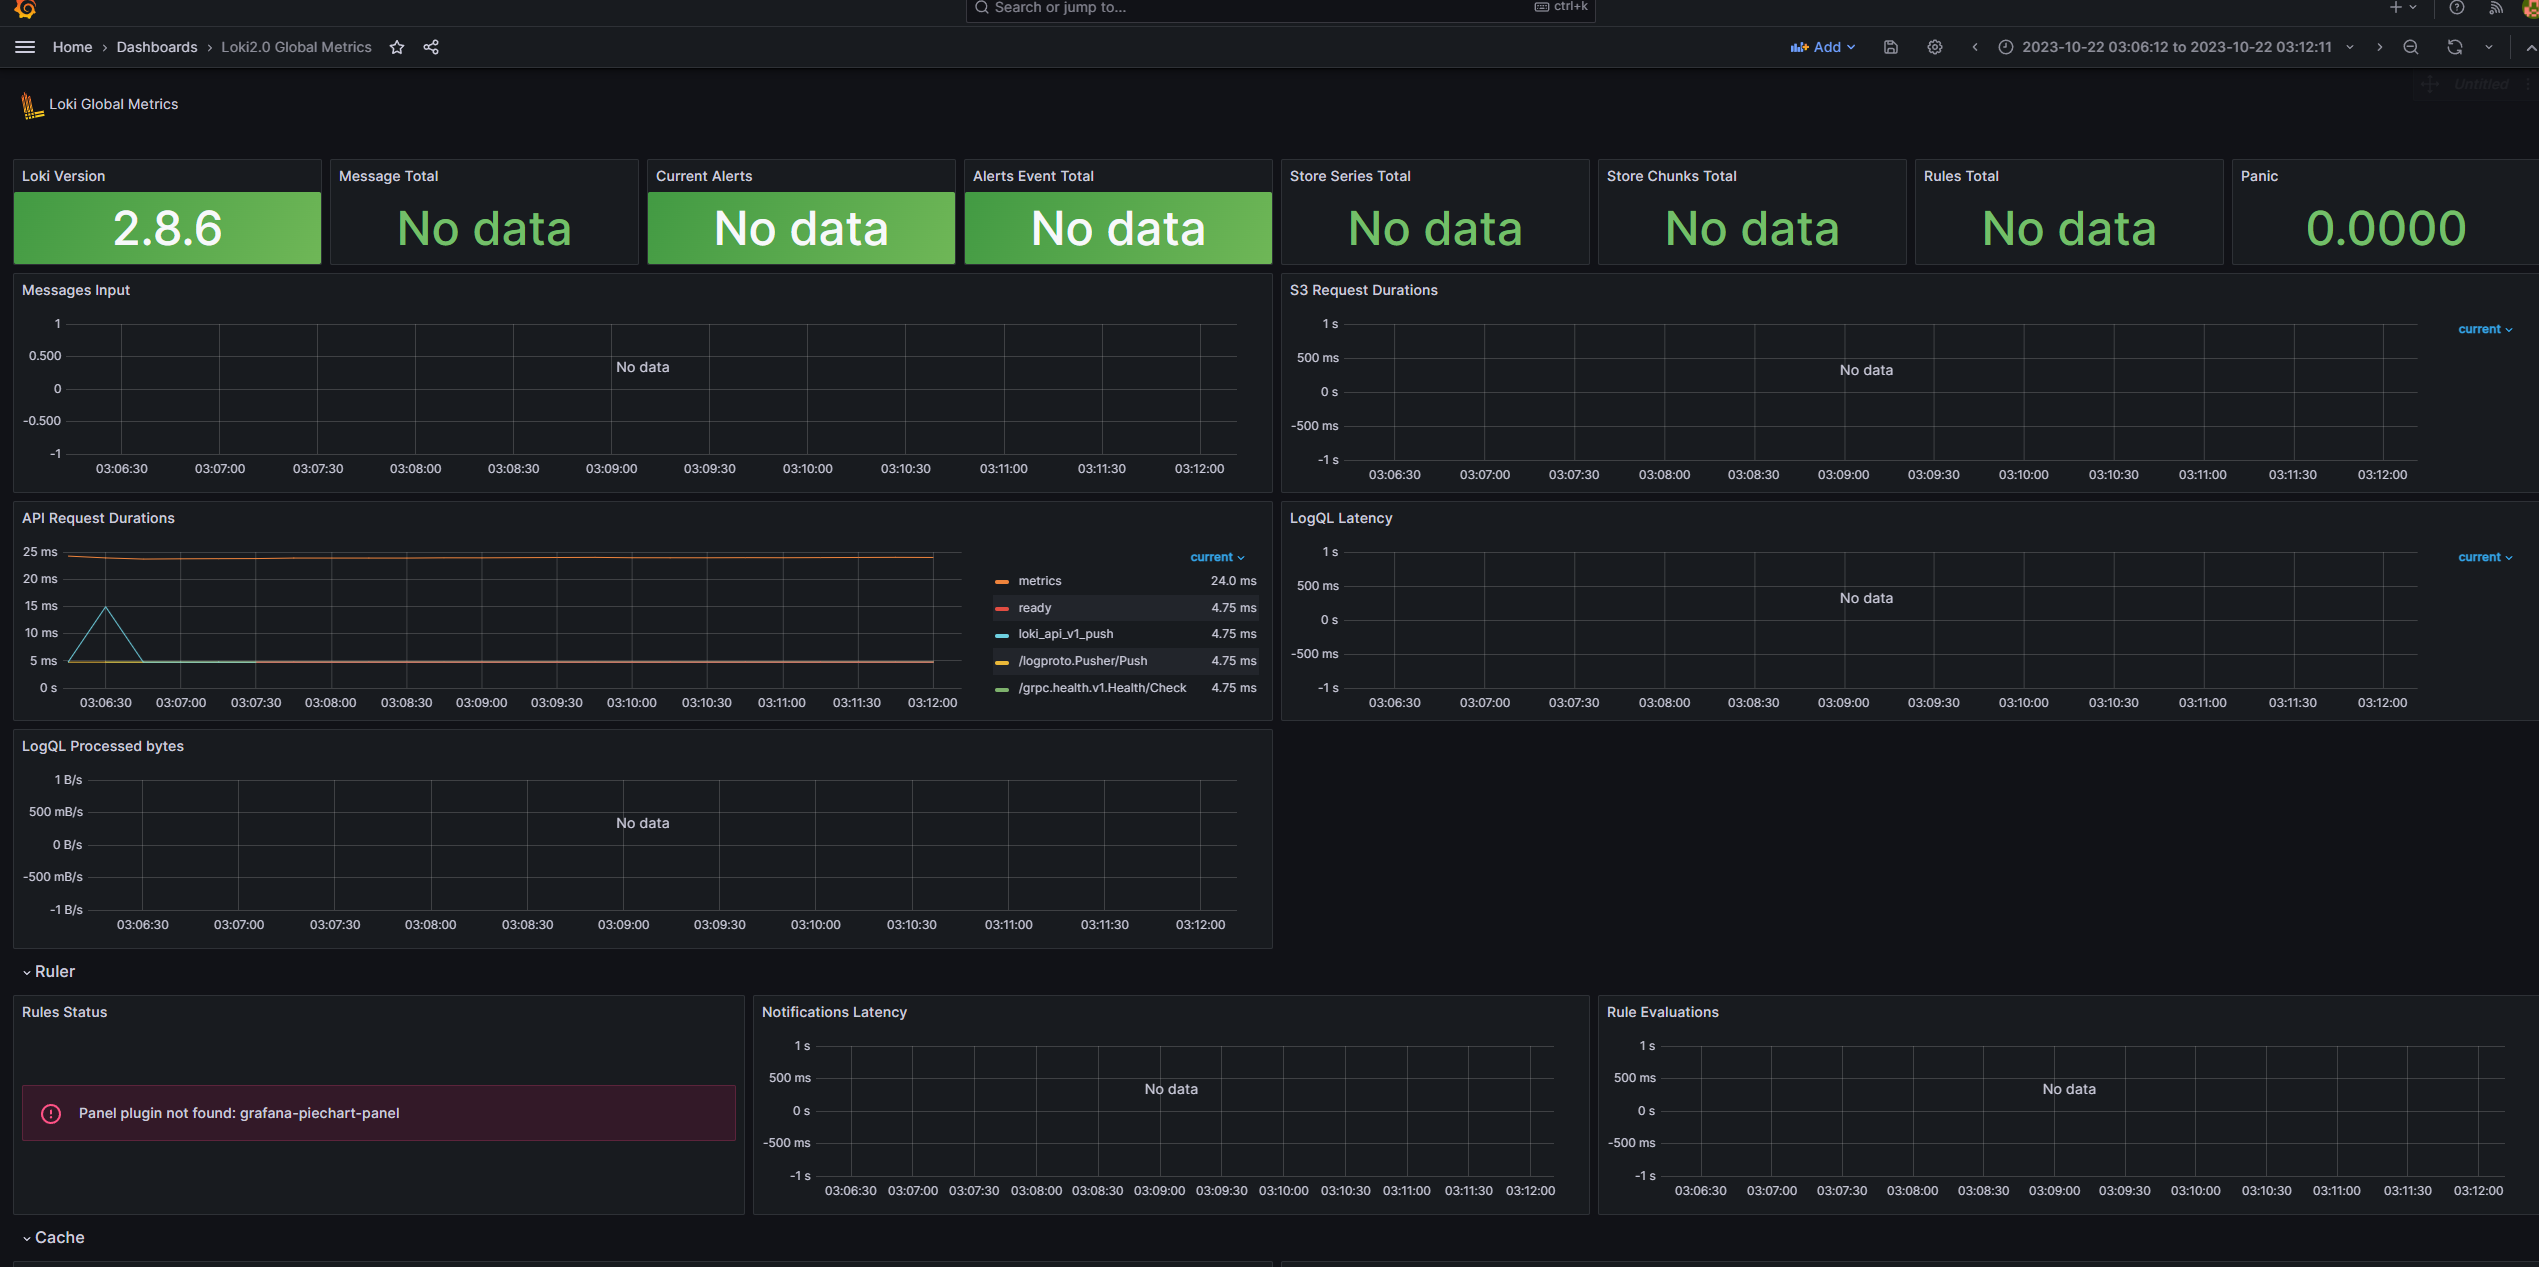 Search or jump to...
ctrl+k
Home › Dashboards › Loki2.0 Global Metrics
Add
2023-10-22 03:06:12 to 2023-10-22 03:12:11
Untitled
Loki Global Metrics
Loki Version
2.8.6
Message Total
No data
Current Alerts
No data
Alerts Event Total
No data
Store Series Total
No data
Store Chunks Total
No data
Rules Total
No data
Panic
0.0000
Messages Input
1
0.500
0
-0.500
-1
No data
03:06:30 03:07:00 03:07:30 03:08:00 03:08:30 03:09:00 03:09:30 03:10:00 03:10:30 03:11:00 03:11:30 03:12:00
S3 Request Durations
1 s
500 ms
0 s
-500 ms
-1 s
No data
current
03:06:30 03:07:00 03:07:30 03:08:00 03:08:30 03:09:00 03:09:30 03:10:00 03:10:30 03:11:00 03:11:30 03:12:00
API Request Durations
25 ms
20 ms
15 ms
10 ms
5 ms
0 s
03:06:30 03:07:00 03:07:30 03:08:00 03:08:30 03:09:00 03:09:30 03:10:00 03:10:30 03:11:00 03:11:30 03:12:00
current
metrics 24.0 ms
ready 4.75 ms
loki_api_v1_push 4.75 ms
/logproto.Pusher/Push 4.75 ms
/grpc.health.v1.Health/Check 4.75 ms
LogQL Latency
1 s
500 ms
0 s
-500 ms
-1 s
No data
current
03:06:30 03:07:00 03:07:30 03:08:00 03:08:30 03:09:00 03:09:30 03:10:00 03:10:30 03:11:00 03:11:30 03:12:00
LogQL Processed bytes
1 B/s
500 mB/s
0 B/s
-500 mB/s
-1 B/s
No data
03:06:30 03:07:00 03:07:30 03:08:00 03:08:30 03:09:00 03:09:30 03:10:00 03:10:30 03:11:00 03:11:30 03:12:00
Ruler
Rules Status
Panel plugin not found: grafana-piechart-panel
Notifications Latency
1 s
500 ms
0 s
-500 ms
-1 s
No data
03:06:30 03:07:00 03:07:30 03:08:00 03:08:30 03:09:00 03:09:30 03:10:00 03:10:30 03:11:00 03:11:30 03:12:00
Rule Evaluations
1 s
500 ms
0 s
-500 ms
-1 s
No data
03:06:30 03:07:00 03:07:30 03:08:00 03:08:30 03:09:00 03:09:30 03:10:00 03:10:30 03:11:00 03:11:30 03:12:00
Cache